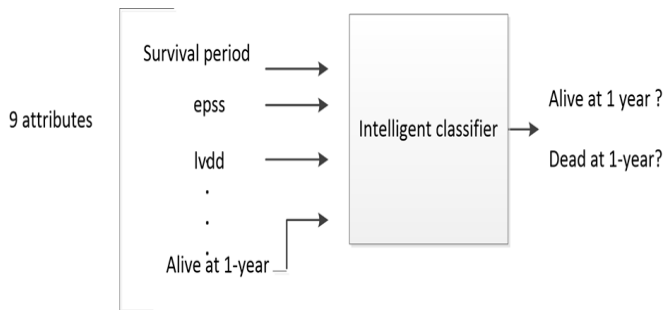 9 attributes
Survival period
epss
lvdd
.
.
.
Alive at 1-year
Intelligent classifier
Alive at 1 year ?
Dead at 1-year?